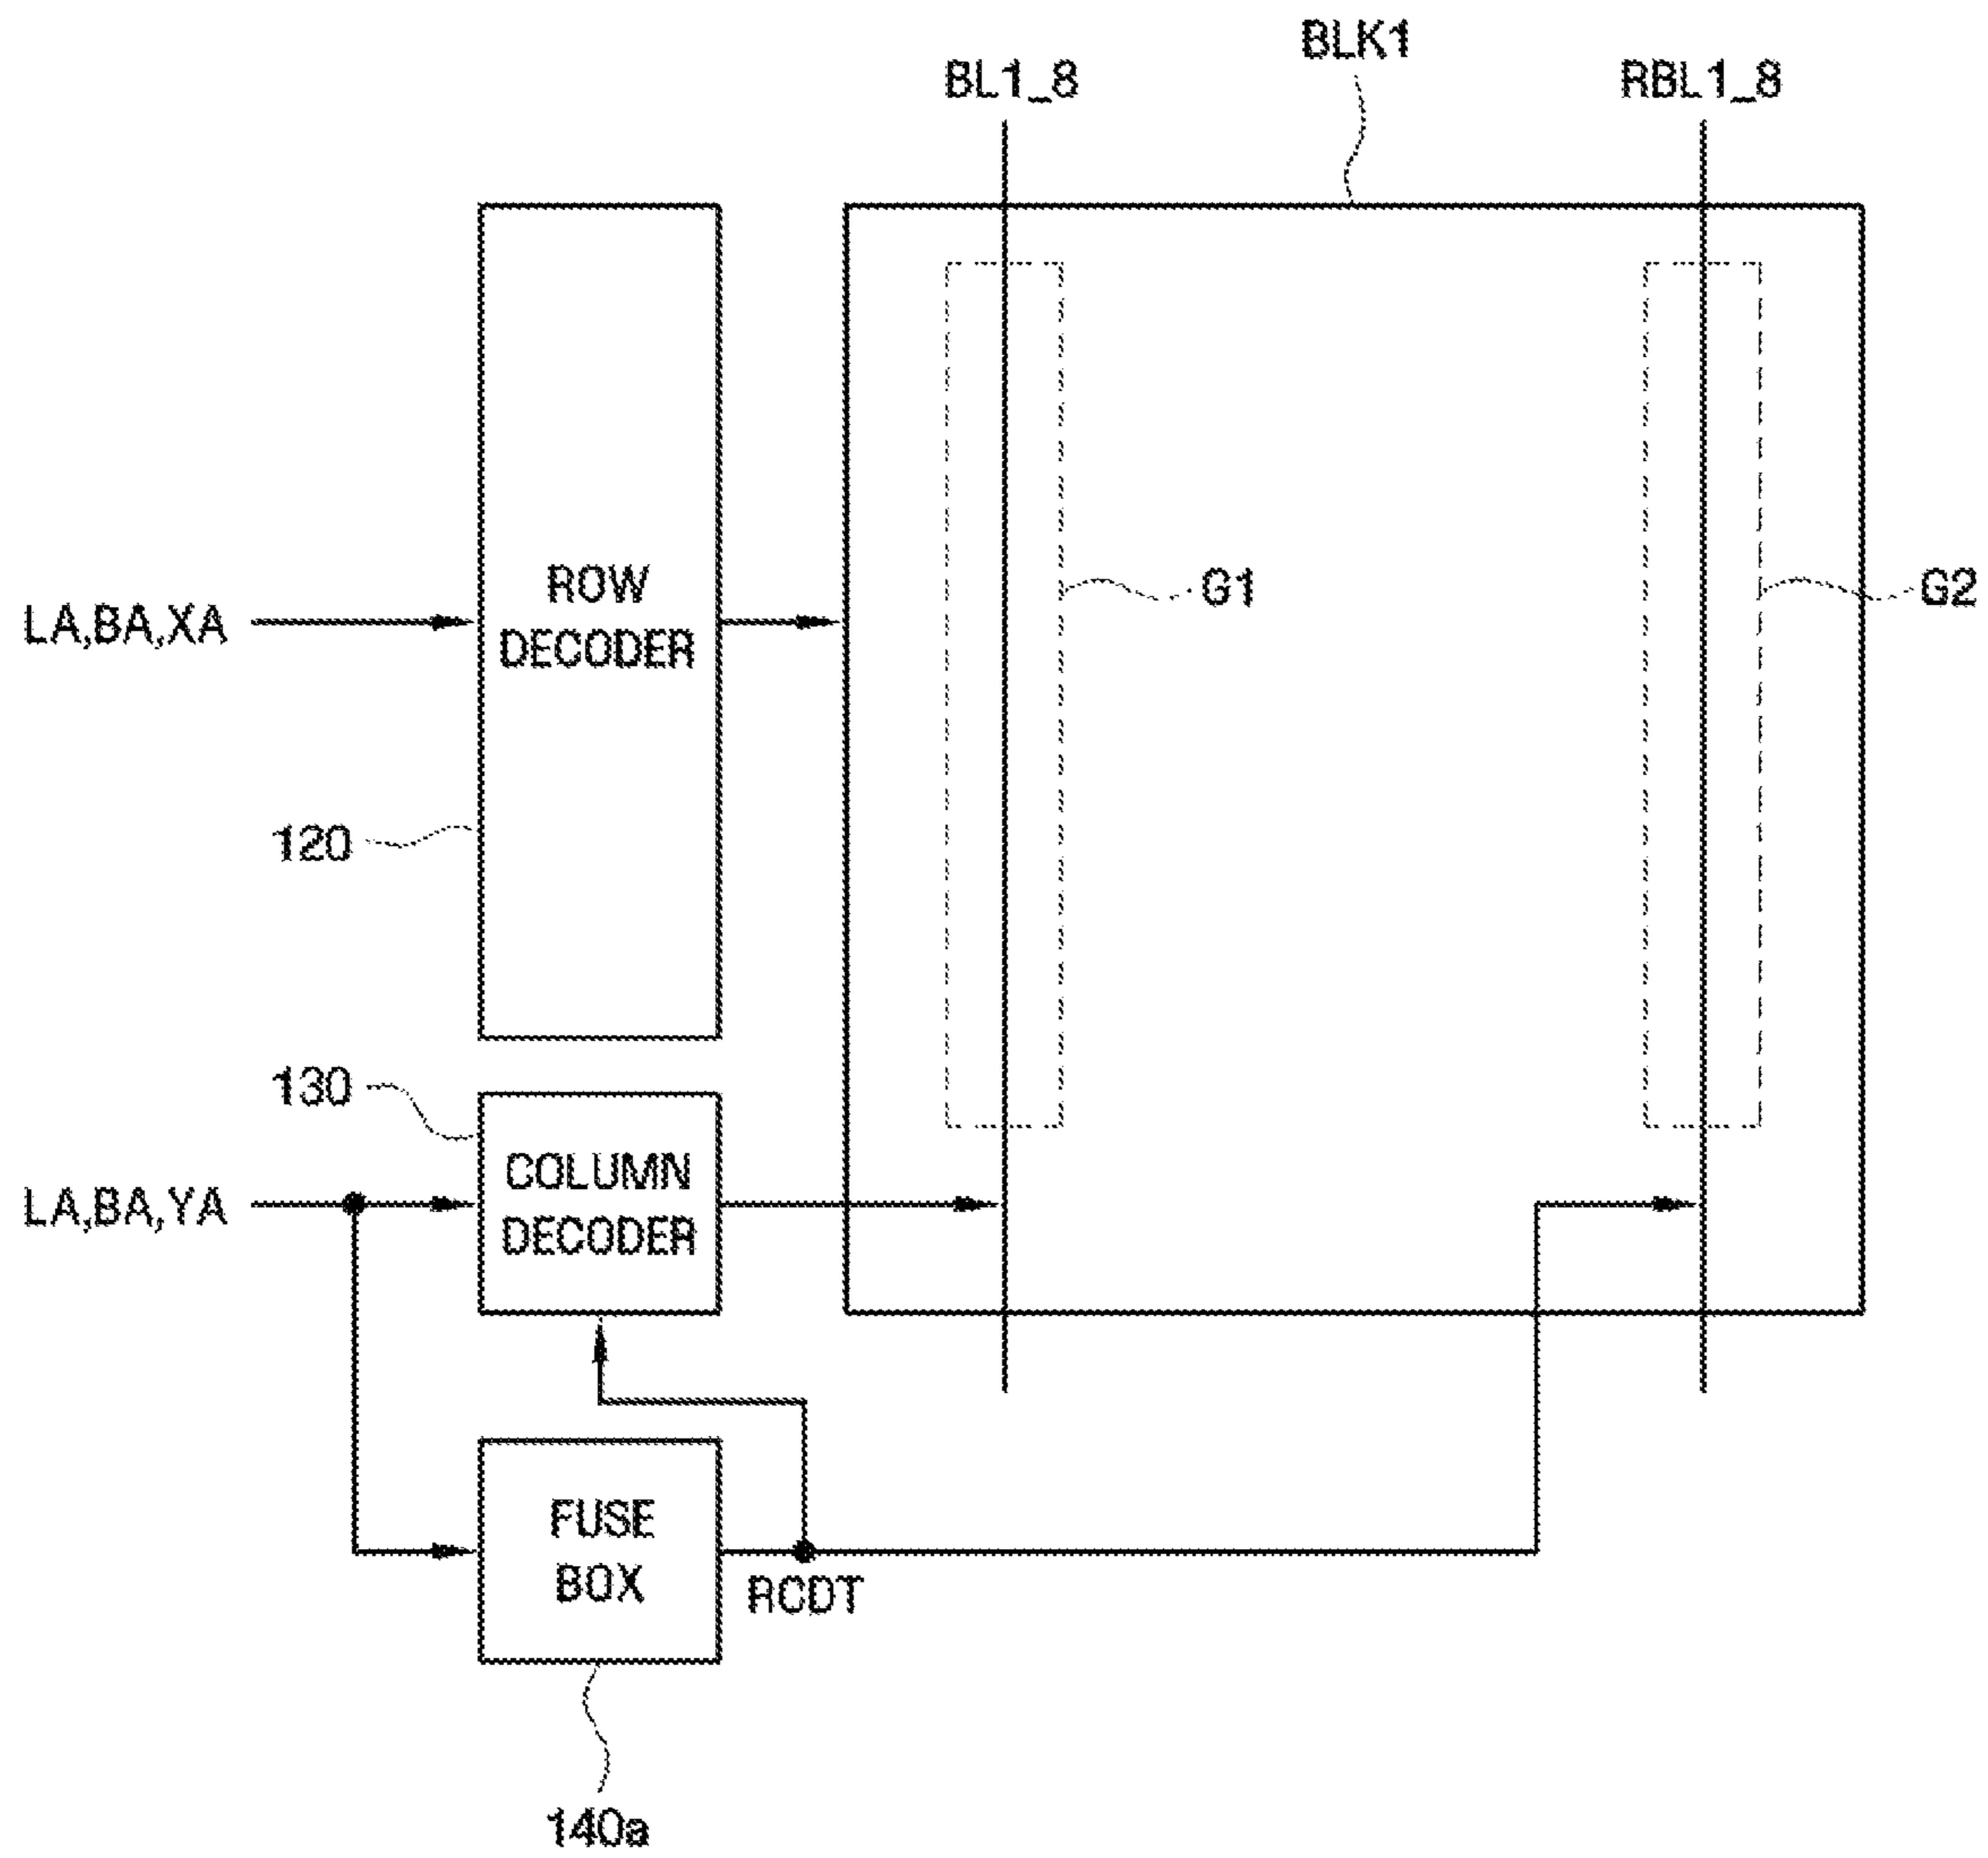 BLK1
BL1_8
RBL1_8
ROW
DECODER
G1
G2
LA,BA,XA
120
130
COLUMN
DECODER
LA,BA,YA
FUSE
BOX
RCDT
140a